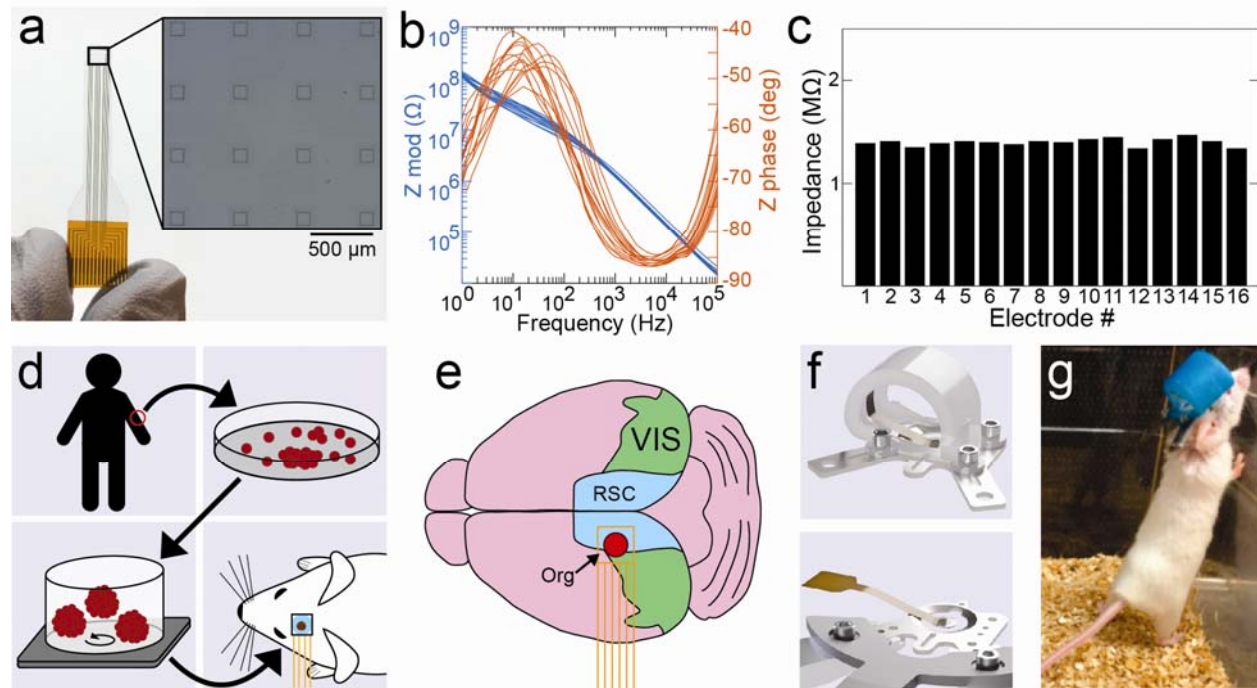 a
500 µm
b
Z mod (Ω)
10⁹
10⁸
10⁷
10⁶
10⁵
-40
-50
-60
-70
-80
-90
Z phase (deg)
10⁰ 10¹ 10² 10³ 10⁴ 10⁵
Frequency (Hz)
c
Impedance (MΩ)
2
1
1 2 3 4 5 6 7 8 9 10 11 12 13 14 15 16
Electrode #
d
e
VIS
RSC
Org
f
g